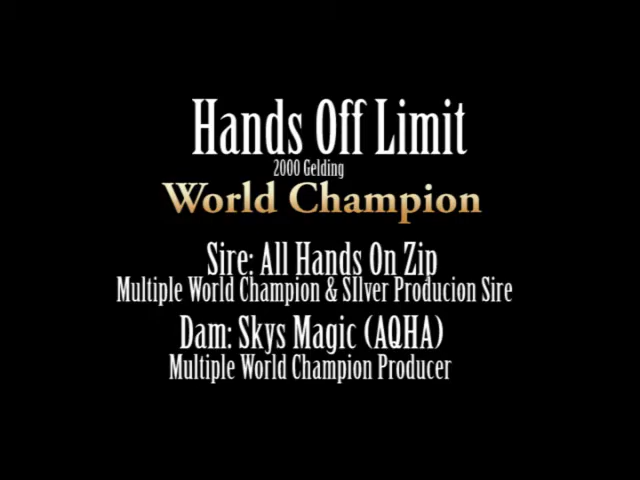 Hands Off Limit
2000 Gelding
World Champion
Sire: All Hands On Zip
Multiple World Champion & SIlver Producion Sire
Dam: Skys Magic (AQHA)
Multiple World Champion Producer